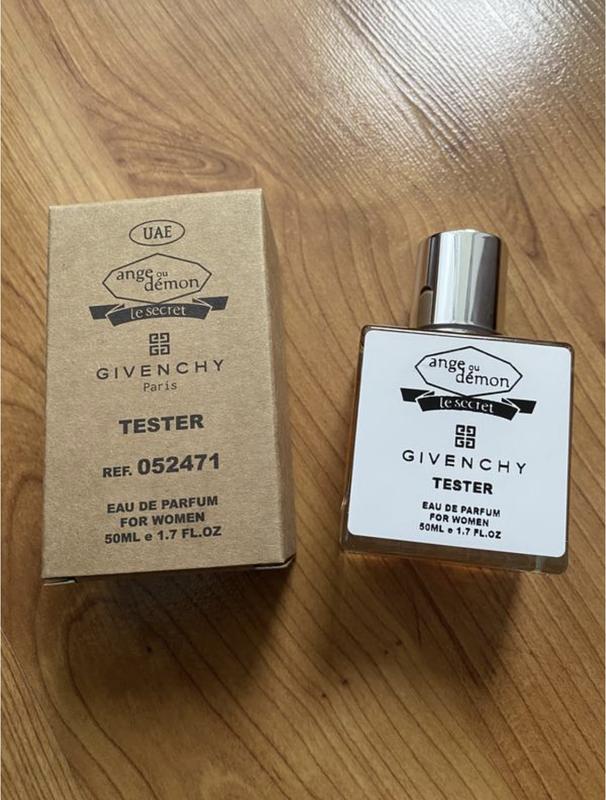 UAE
ange ou
démon
le secret
GIVENCHY
Paris
TESTER
REF. 052471
EAU DE PARFUM
FOR WOMEN
50ML e 1.7 FL.OZ
ange ou
démon
le secret
GIVENCHY
TESTER
EAU DE PARFUM
FOR WOMEN
50ML e 1.7 FL.OZ